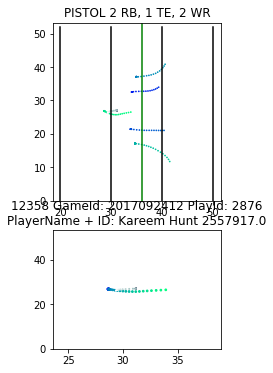 PISTOL 2 RB, 1 TE, 2 WR
50
40
30
20
10
0
20 30 40 50
12358 GameId: 2017092412 PlayId: 2876
PlayerName + ID: Kareem Hunt 2557917.0
40
20
0
25 30 35